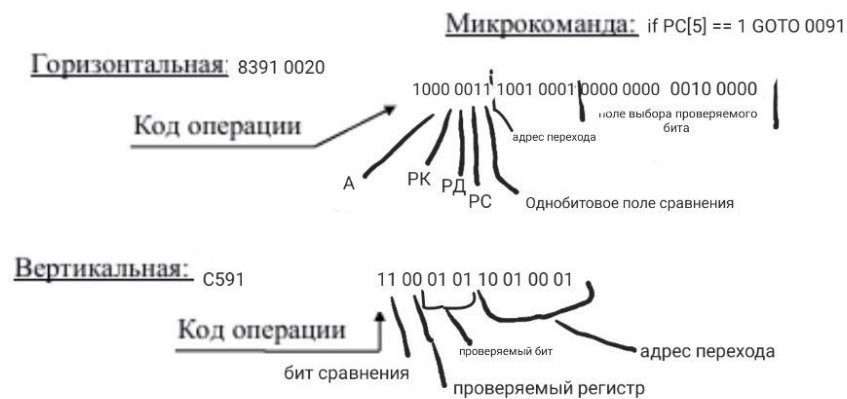 Микрокоманда: if PC[5] == 1 GOTO 0091
Горизонтальная: 8391 0020
1000 0011 1001 0001 0000 0000 0010 0000
Код операции
адрес перехода
поле выбора проверяемого
бита
А
РК
РД
РС
Однобитовое поле сравнения
Вертикальная: C591
11 00 01 01 10 01 00 01
Код операции
бит сравнения
проверяемый бит
адрес перехода
проверяемый регистр